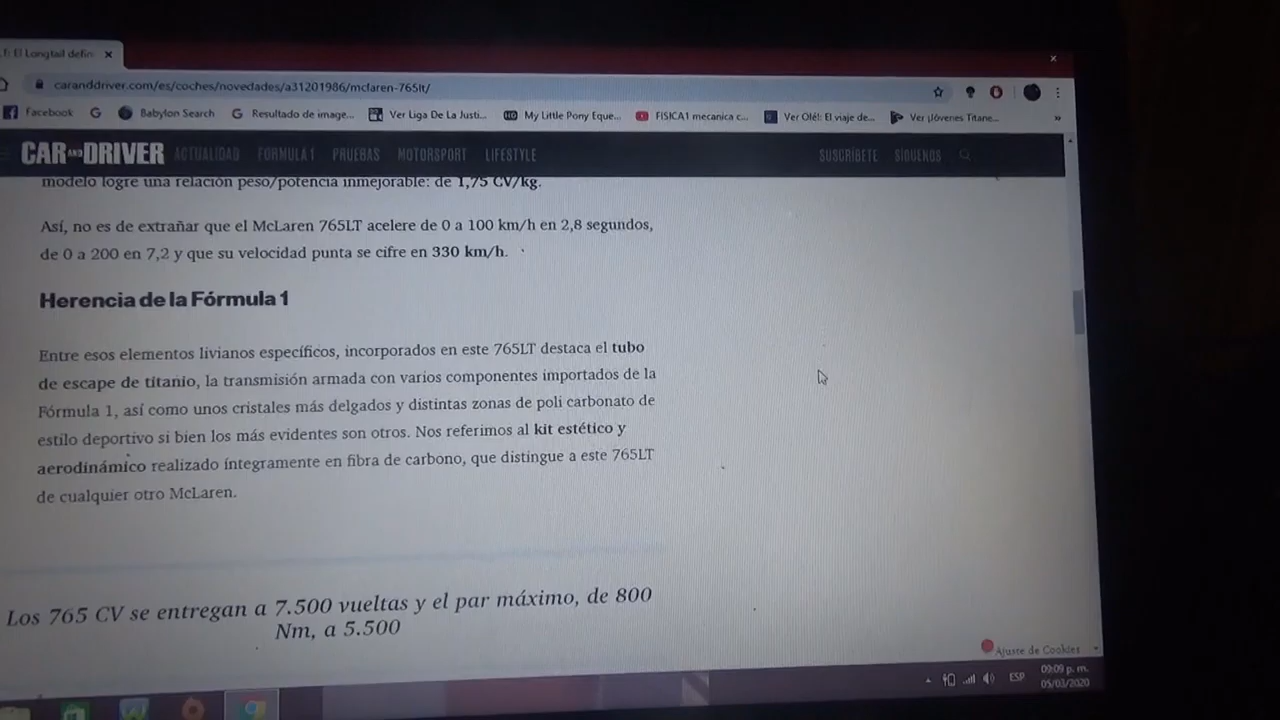 f: El Longtail defin
caranddriver.com/es/coches/novedades/a31201986/mclaren-765lt/
Facebook Babylon Search Resultado de image... Ver Liga De La Justi... My Little Pony Eque... FISICA1 mecanica c... Ver Olé!: El viaje de... Ver ¡Jóvenes Titane...
CAR AND DRIVER ACTUALIDAD FÓRMULA 1 PRUEBAS MOTORSPORT LIFESTYLE SUSCRÍBETE SÍGUENOS
modelo logre una relación peso/potencia inmejorable: de 1,75 CV/kg.
Así, no es de extrañar que el McLaren 765LT acelere de 0 a 100 km/h en 2,8 segundos,
de 0 a 200 en 7,2 y que su velocidad punta se cifre en 330 km/h.
Herencia de la Fórmula 1
Entre esos elementos livianos específicos, incorporados en este 765LT destaca el tubo
de escape de titanio, la transmisión armada con varios componentes importados de la
Fórmula 1, así como unos cristales más delgados y distintas zonas de poli carbonato de
estilo deportivo si bien los más evidentes son otros. Nos referimos al kit estético y
aerodinámico realizado íntegramente en fibra de carbono, que distingue a este 765LT
de cualquier otro McLaren.
Los 765 CV se entregan a 7.500 vueltas y el par máximo, de 800
Nm, a 5.500
Ajuste de Cookies
ESP 09:09 p. m.
05/03/2020